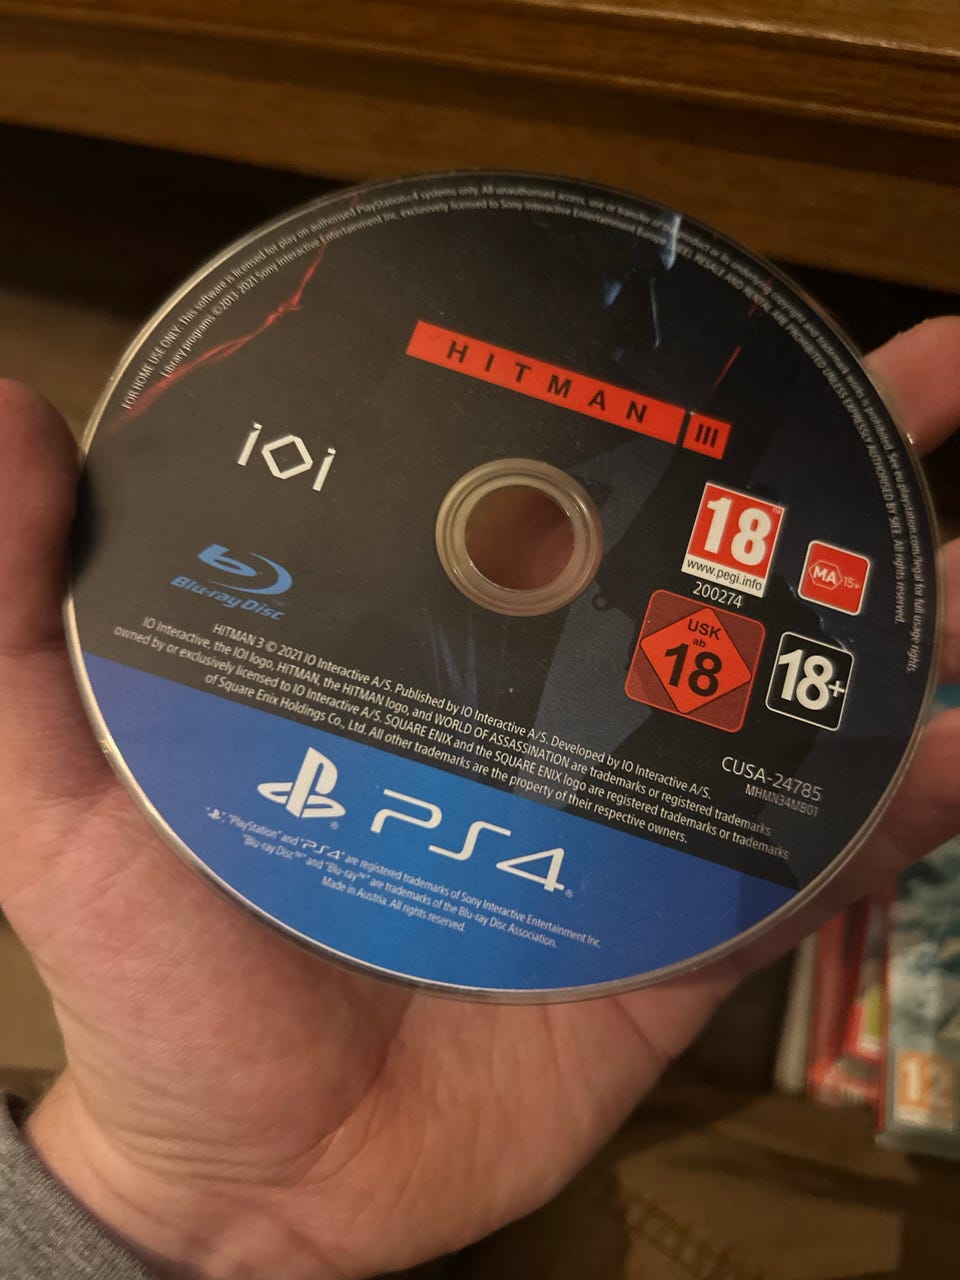 FOR HOME USE ONLY: This software is licensed for play on authorised PlayStation®4 systems only. All unauthorised access, use or transfer of product or its underlying copyright and trademark works is prohibited. See eu.playstation.com/legal for full usage rights.
Library programs ©2013-2021 Sony Interactive Entertainment Inc. exclusively licensed to Sony Interactive Entertainment Europe. RESALE AND RENTAL ARE PROHIBITED UNLESS EXPRESSLY AUTHORISED BY SIEE. All rights reserved.
HITMAN III
iOi
18™
www.pegi.info
200274
MA 15+
Blu-ray Disc™
USK
ab
18
18+
HITMAN 3 © 2021 IO Interactive A/S. Published by IO Interactive A/S. Developed by IO Interactive A/S.
IO Interactive, the IOI logo, HITMAN, the HITMAN logo, and WORLD OF ASSASSINATION are trademarks or registered trademarks
owned by or exclusively licensed to IO Interactive A/S. SQUARE ENIX and the SQUARE ENIX logo are registered trademarks or trademarks
of Square Enix Holdings Co., Ltd. All other trademarks are the property of their respective owners.
CUSA-24785
MHMN34MB01
PS4®
"PlayStation" and "PS4" are registered trademarks of Sony Interactive Entertainment Inc.
"Blu-ray Disc™" and "Blu-ray™" are trademarks of the Blu-ray Disc Association.
Made in Austria. All rights reserved.
12